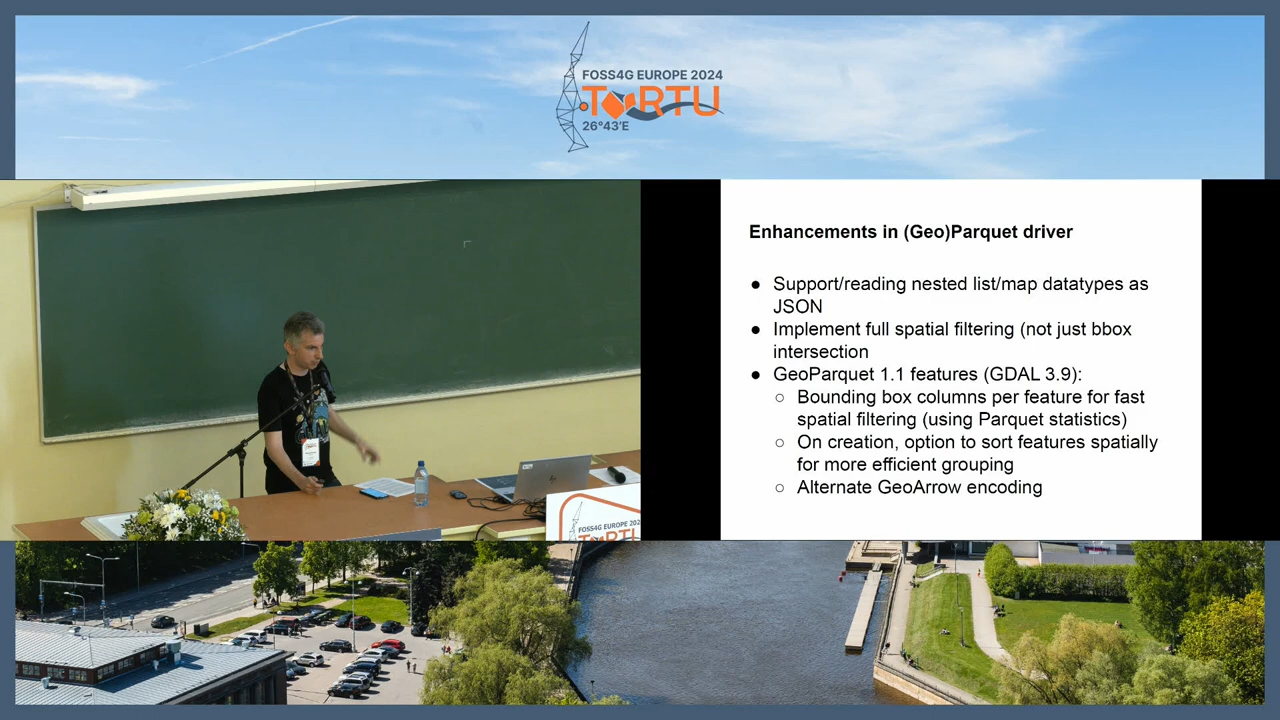 FOSS4G EUROPE 2024
TORTU
26°43'E
Enhancements in (Geo)Parquet driver
● Support/reading nested list/map datatypes as
JSON
● Implement full spatial filtering (not just bbox
intersection
● GeoParquet 1.1 features (GDAL 3.9):
○ Bounding box columns per feature for fast
spatial filtering (using Parquet statistics)
○ On creation, option to sort features spatially
for more efficient grouping
○ Alternate GeoArrow encoding
FOSS4G EUROPE 202